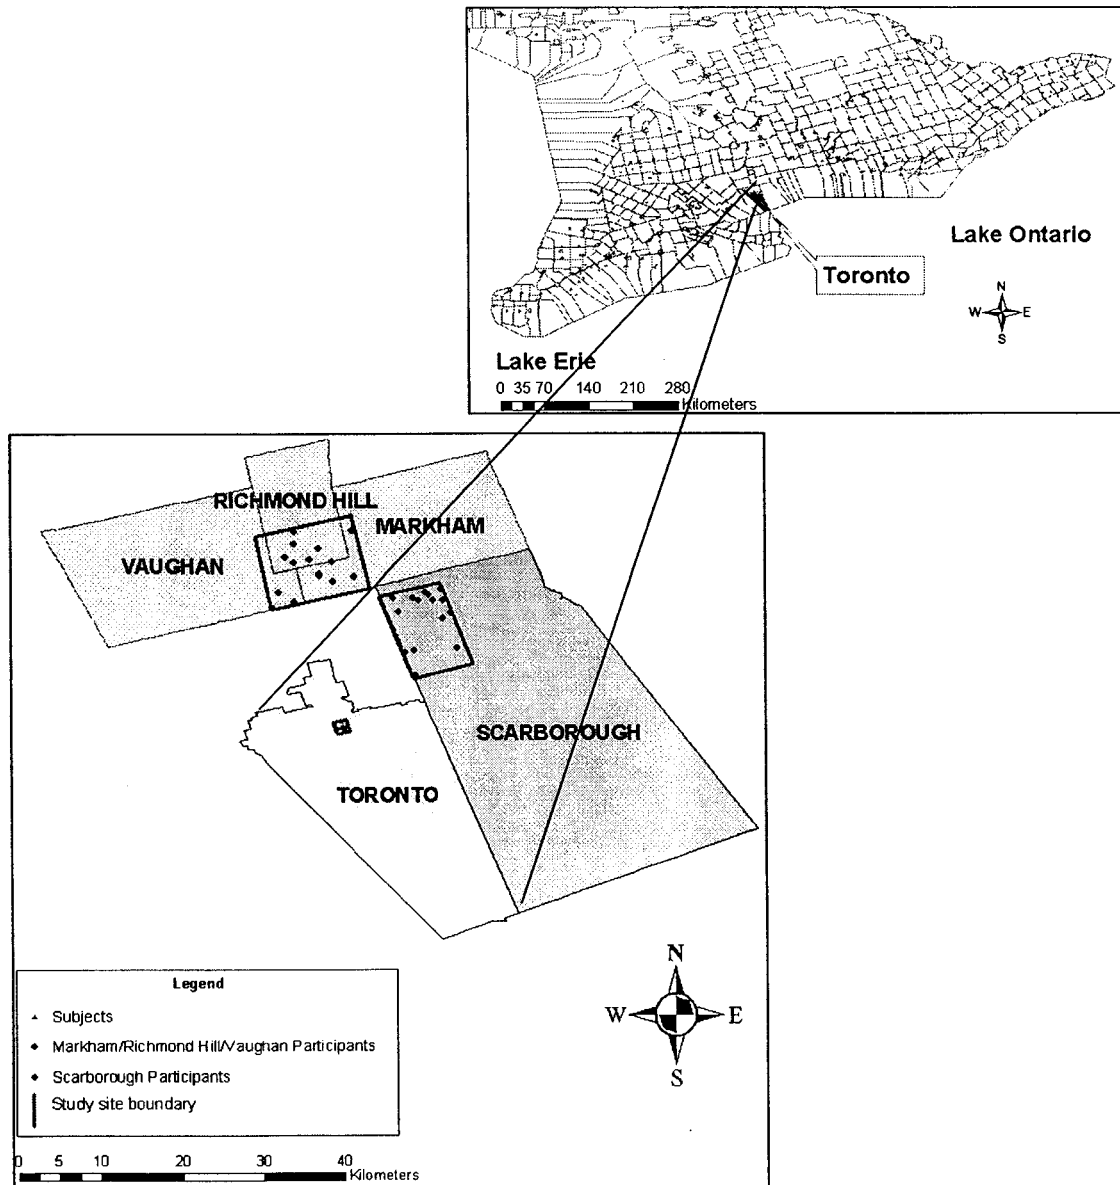 Lake Ontario
Toronto
N
W E
S
Lake Erie
0 35 70 140 210 280
Kilometers
RICHMOND HILL
MARKHAM
VAUGHAN
SCARBOROUGH
TORONTO
N
W E
S
Legend
Subjects
Markham/Richmond Hill/Vaughan Participants
Scarborough Participants
Study site boundary
0 5 10 20 30 40
Kilometers